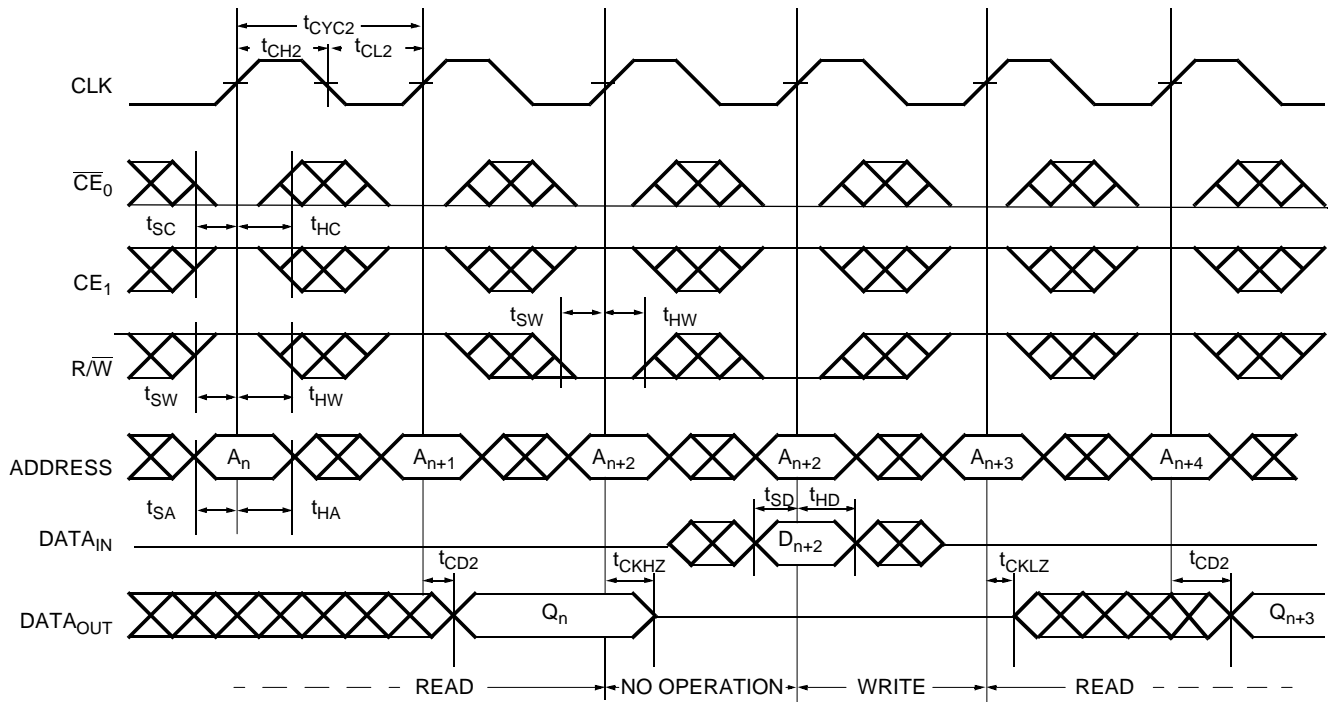 tCYC2
tCH2 tCL2
CLK
CE0
tSC tHC
CE1
tSW tHW
R/W
tSW tHW
ADDRESS An An+1 An+2 An+2 An+3 An+4
tSA tHA tSD tHD
DATAIN Dn+2
tCD2 tCKHZ tCKLZ tCD2
DATAOUT Qn Qn+3
READ NO OPERATION WRITE READ